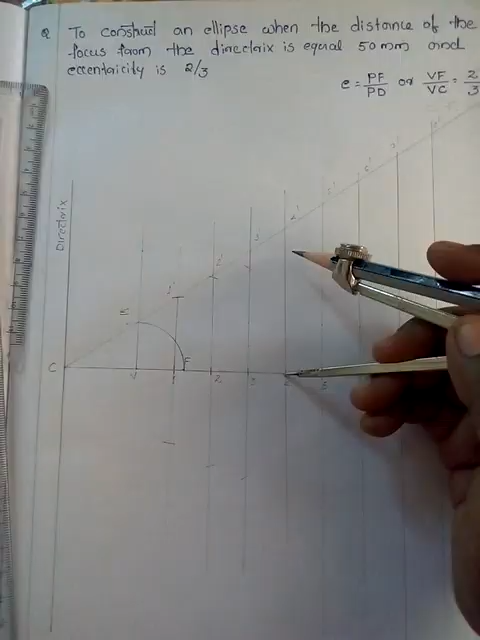 Q To construct an ellipse when the distance of the
focus from the directrix is equal 50mm and
eccentricity is 2/3
e = PF/PD or VF/VC = 2/3
Directrix
E
1'
2'
3'
4'
C
F
V
1
2
3
4
5